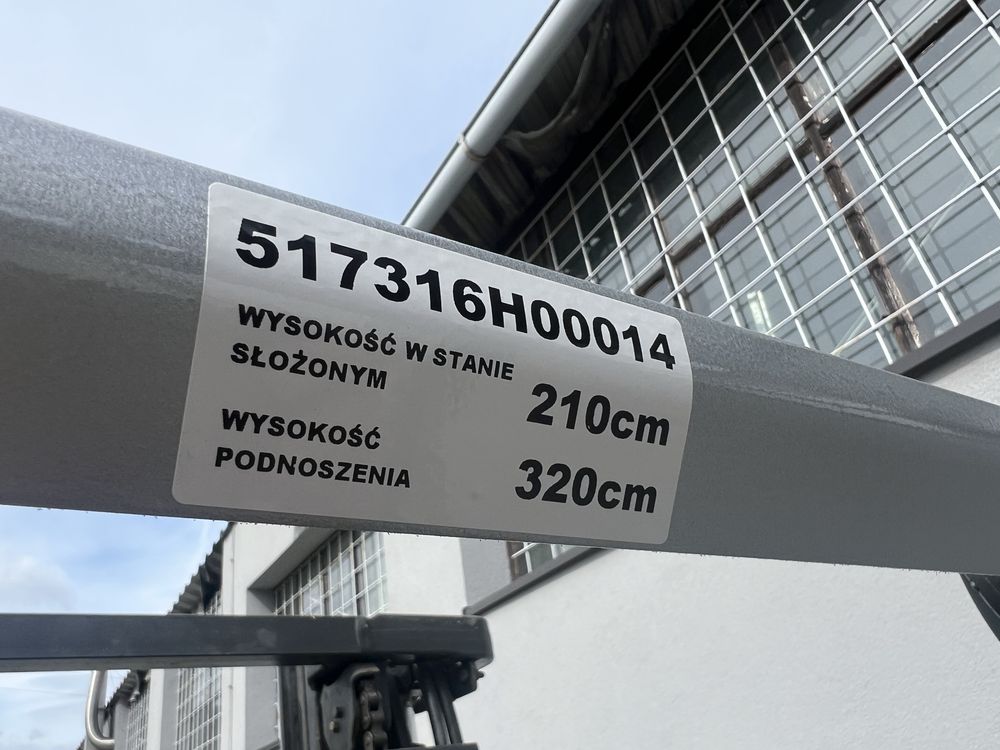 517316H00014
WYSOKOŚĆ W STANIE
SŁOŻONYM
210cm
WYSOKOŚĆ
PODNOSZENIA
320cm